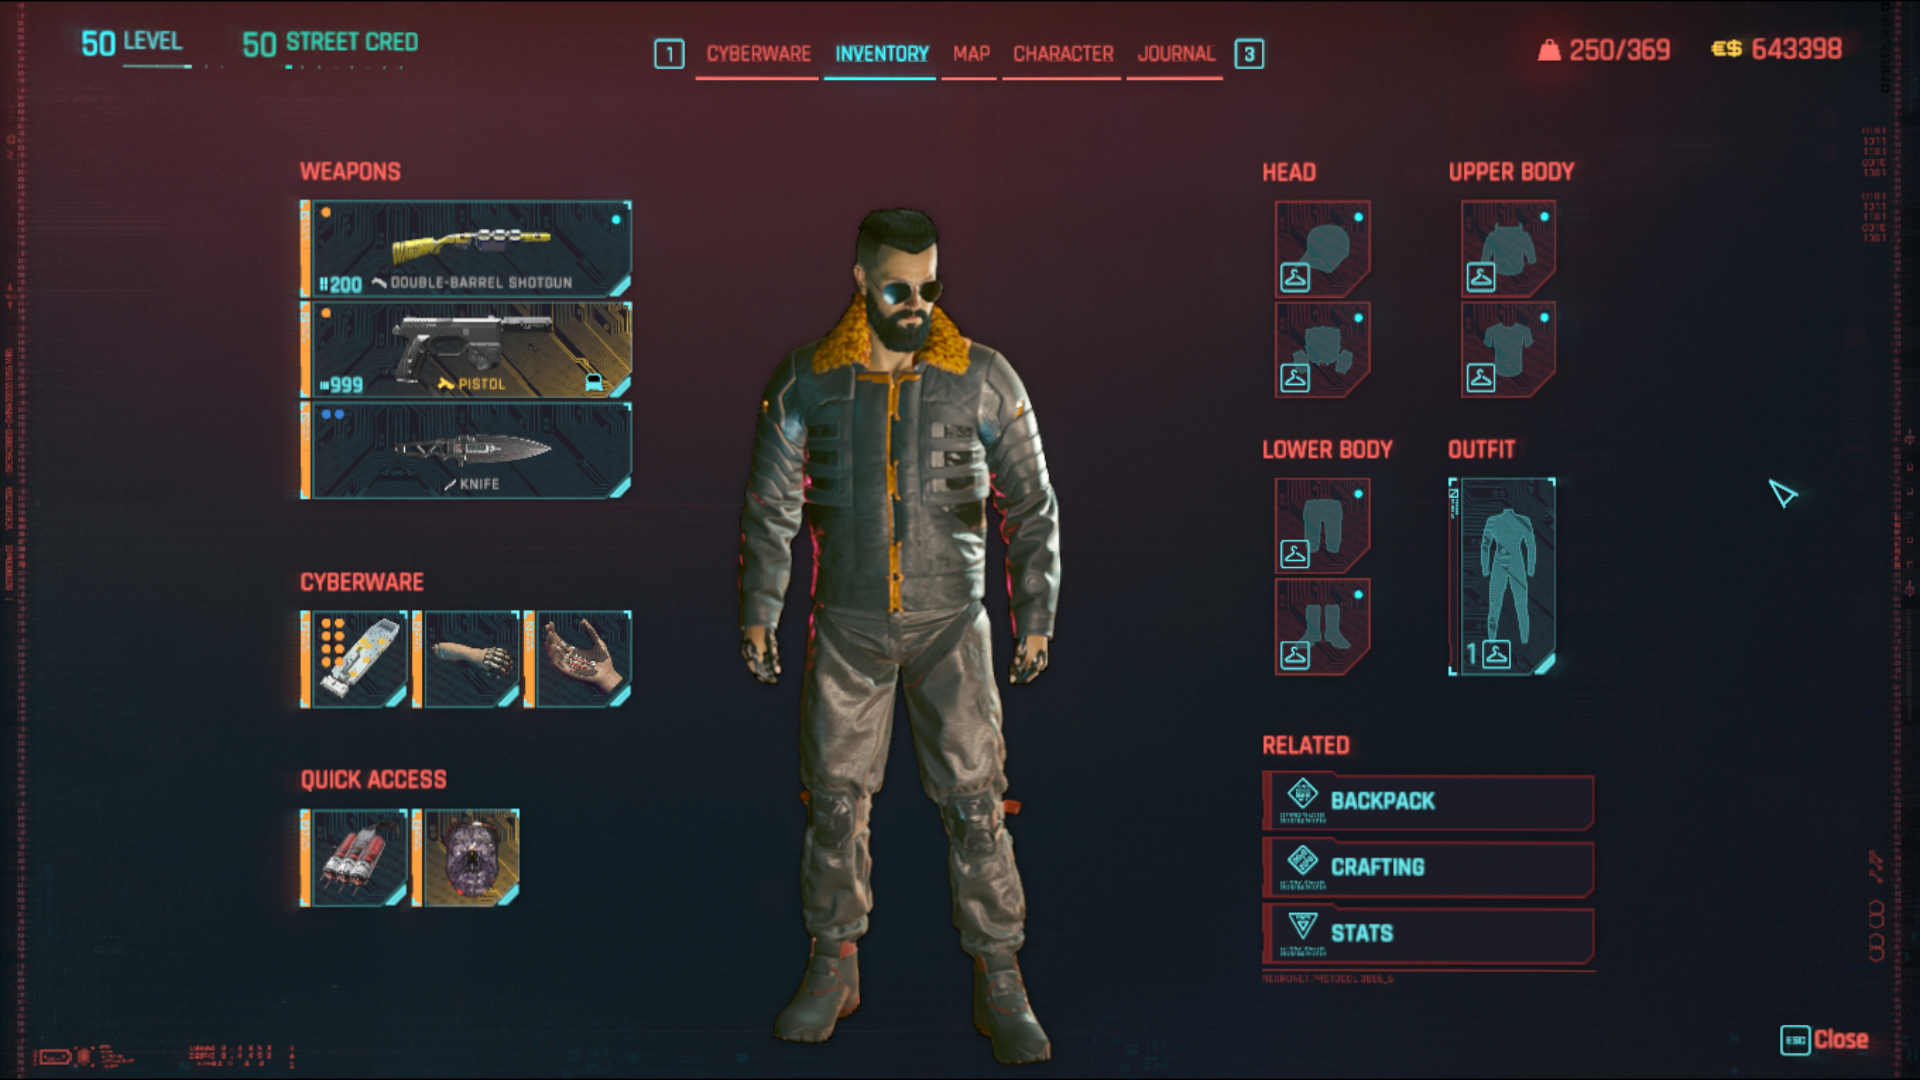 50 LEVEL
50 STREET CRED
1 CYBERWARE INVENTORY MAP CHARACTER JOURNAL 3
250/369
€$ 643398
WEAPONS
200 DOUBLE-BARREL SHOTGUN
999 PISTOL
KNIFE
CYBERWARE
QUICK ACCESS
HEAD
UPPER BODY
LOWER BODY
OUTFIT
1
RELATED
BACKPACK
CRAFTING
STATS
ESC Close